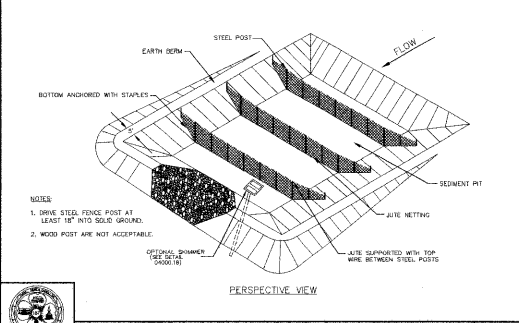 STEEL POST
FLOW
EARTH BERM
BOTTOM ANCHORED WITH STAPLES
SEDIMENT PIT
NOTES:
1. DRIVE STEEL FENCE POST AT
LEAST 18" INTO SOLID GROUND.
2. WOOD POST ARE NOT ACCEPTABLE.
JUTE NETTING
OPTIONAL SKIMMER
(SEE DETAIL
04000.18)
JUTE SUPPORTED WITH TOP
WIRE BETWEEN STEEL POSTS
PERSPECTIVE VIEW